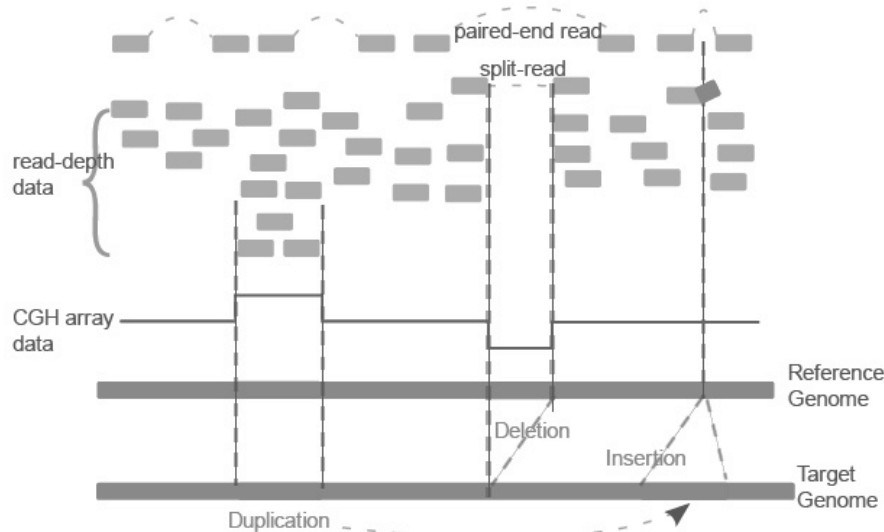 paired-end read
split-read
read-depth
data
CGH array
data
Reference
Genome
Deletion
Insertion
Target
Genome
Duplication